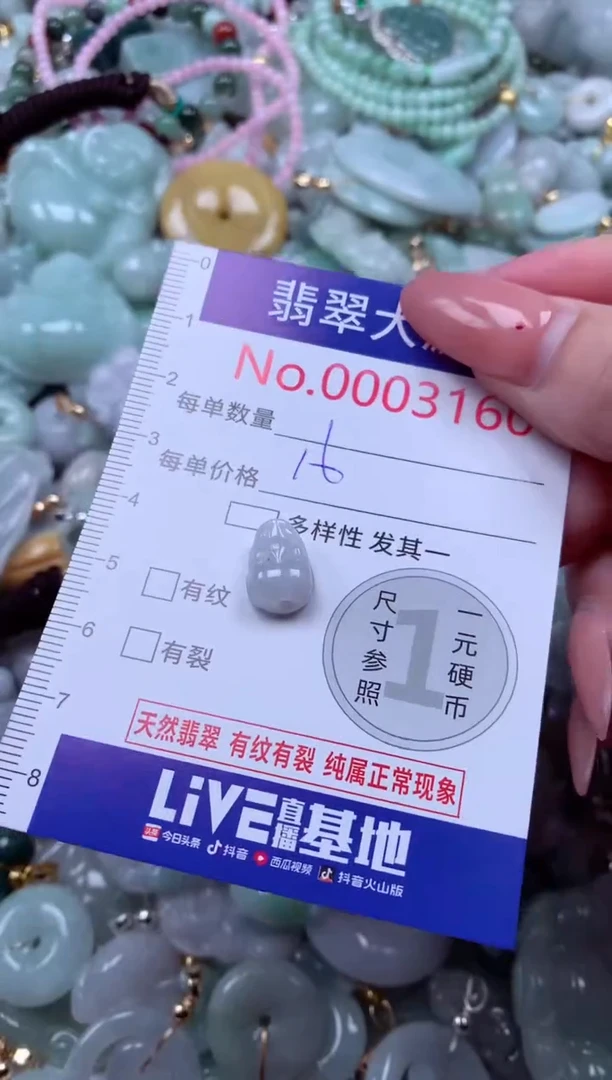 0
翡翠大
1
No.0003160
2
每单数量 1
3
每单价格 16
4
多样性 发其一
5
有纹
尺寸参照
1
一元硬币
6
有裂
7
天然翡翠 有纹有裂 纯属正常现象
8
LiVE直播基地
头条 今日头条 抖音 西瓜视频 抖音火山版